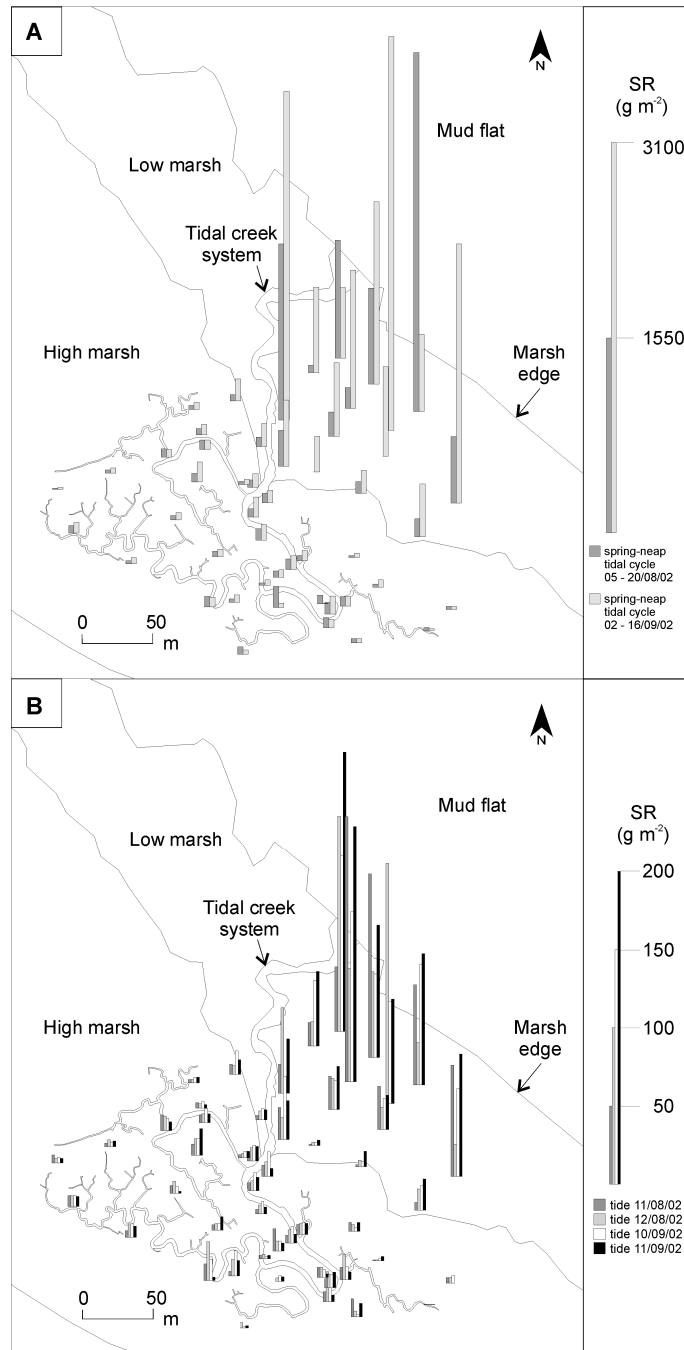 A
N
Mud flat
Low marsh
Tidal creek
system
High marsh
Marsh
edge
0 50
m
SR
(g m-2)
3100
1550
spring-neap
tidal cycle
05 - 20/08/02
spring-neap
tidal cycle
02 - 16/09/02
B
N
Mud flat
Low marsh
Tidal creek
system
High marsh
Marsh
edge
0 50
m
SR
(g m-2)
200
150
100
50
tide 11/08/02
tide 12/08/02
tide 10/09/02
tide 11/09/02